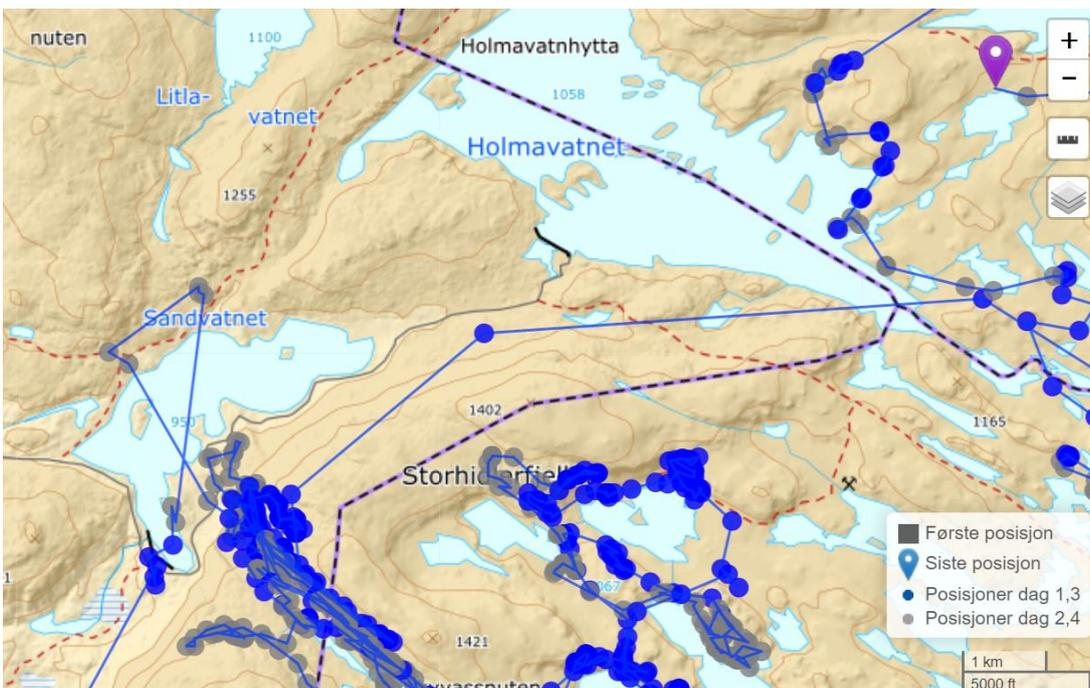 nuten
1100
Holmavatnhytta
+
−
Litla-
vatnet
1058
Holmavatnet
1255
Sandvatnet
950
1402
1165
Første posisjon
Siste posisjon
Posisjoner dag 1,3
Posisjoner dag 2,4
1421
1 km
5000 ft